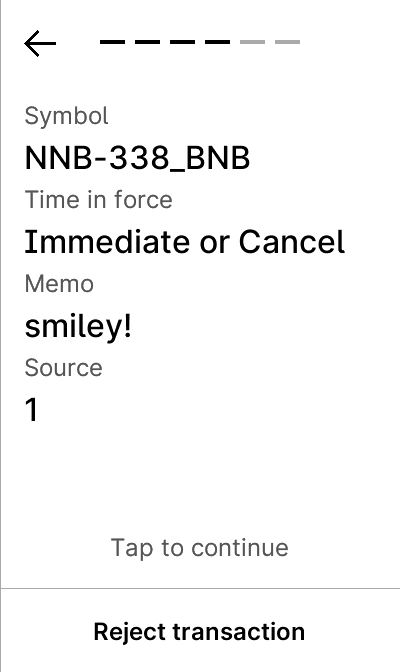 Symbol
NNB-338_BNB
Time in force
Immediate or Cancel
Memo
smiley!
Source
1
Tap to continue
Reject transaction